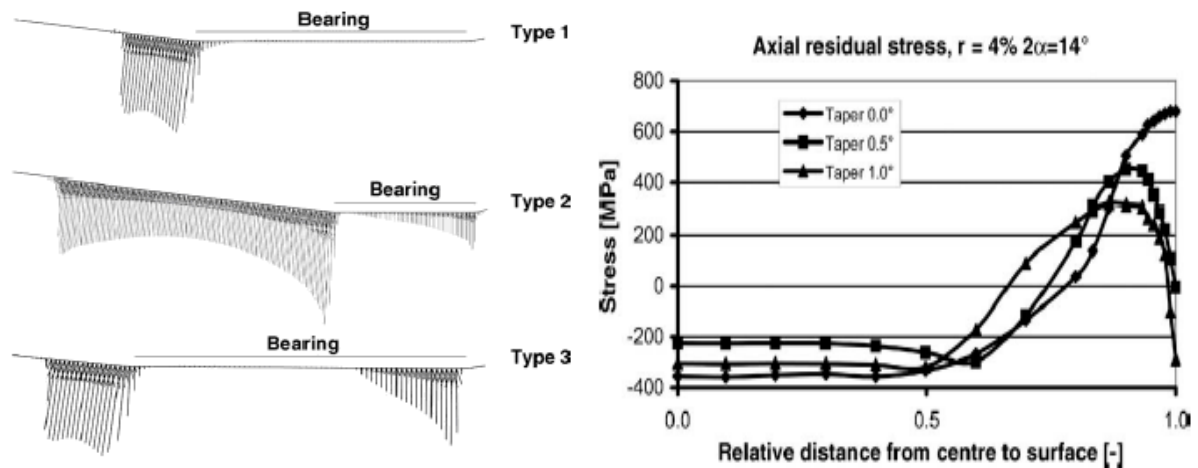 Bearing
Type 1
Bearing
Type 2
Bearing
Type 3
Axial residual stress, r = 4% 2α=14°
800
600
400
200
0
-200
-400
Stress [MPa]
Taper 0.0°
Taper 0.5°
Taper 1.0°
0.0
0.5
1.0
Relative distance from centre to surface [-]